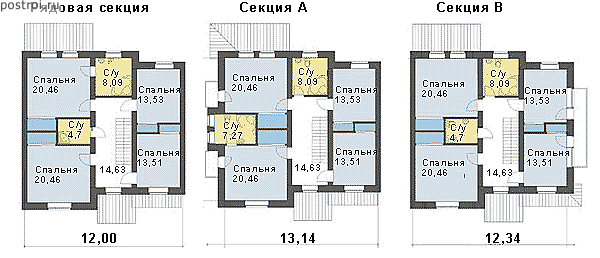 postroi.ru
Рядовая секция
С/у
8,09
Спальня
20,46
Спальня
13,53
С/у
4,7
Спальня
20,46
14,63
Спальня
13,51
12,00
Секция А
С/у
8,09
Спальня
20,46
Спальня
13,53
С/у
7,27
Спальня
20,46
14,63
Спальня
13,51
13,14
Секция В
С/у
8,09
Спальня
20,46
Спальня
13,53
С/у
4,7
Спальня
20,46
14,63
Спальня
13,51
12,34